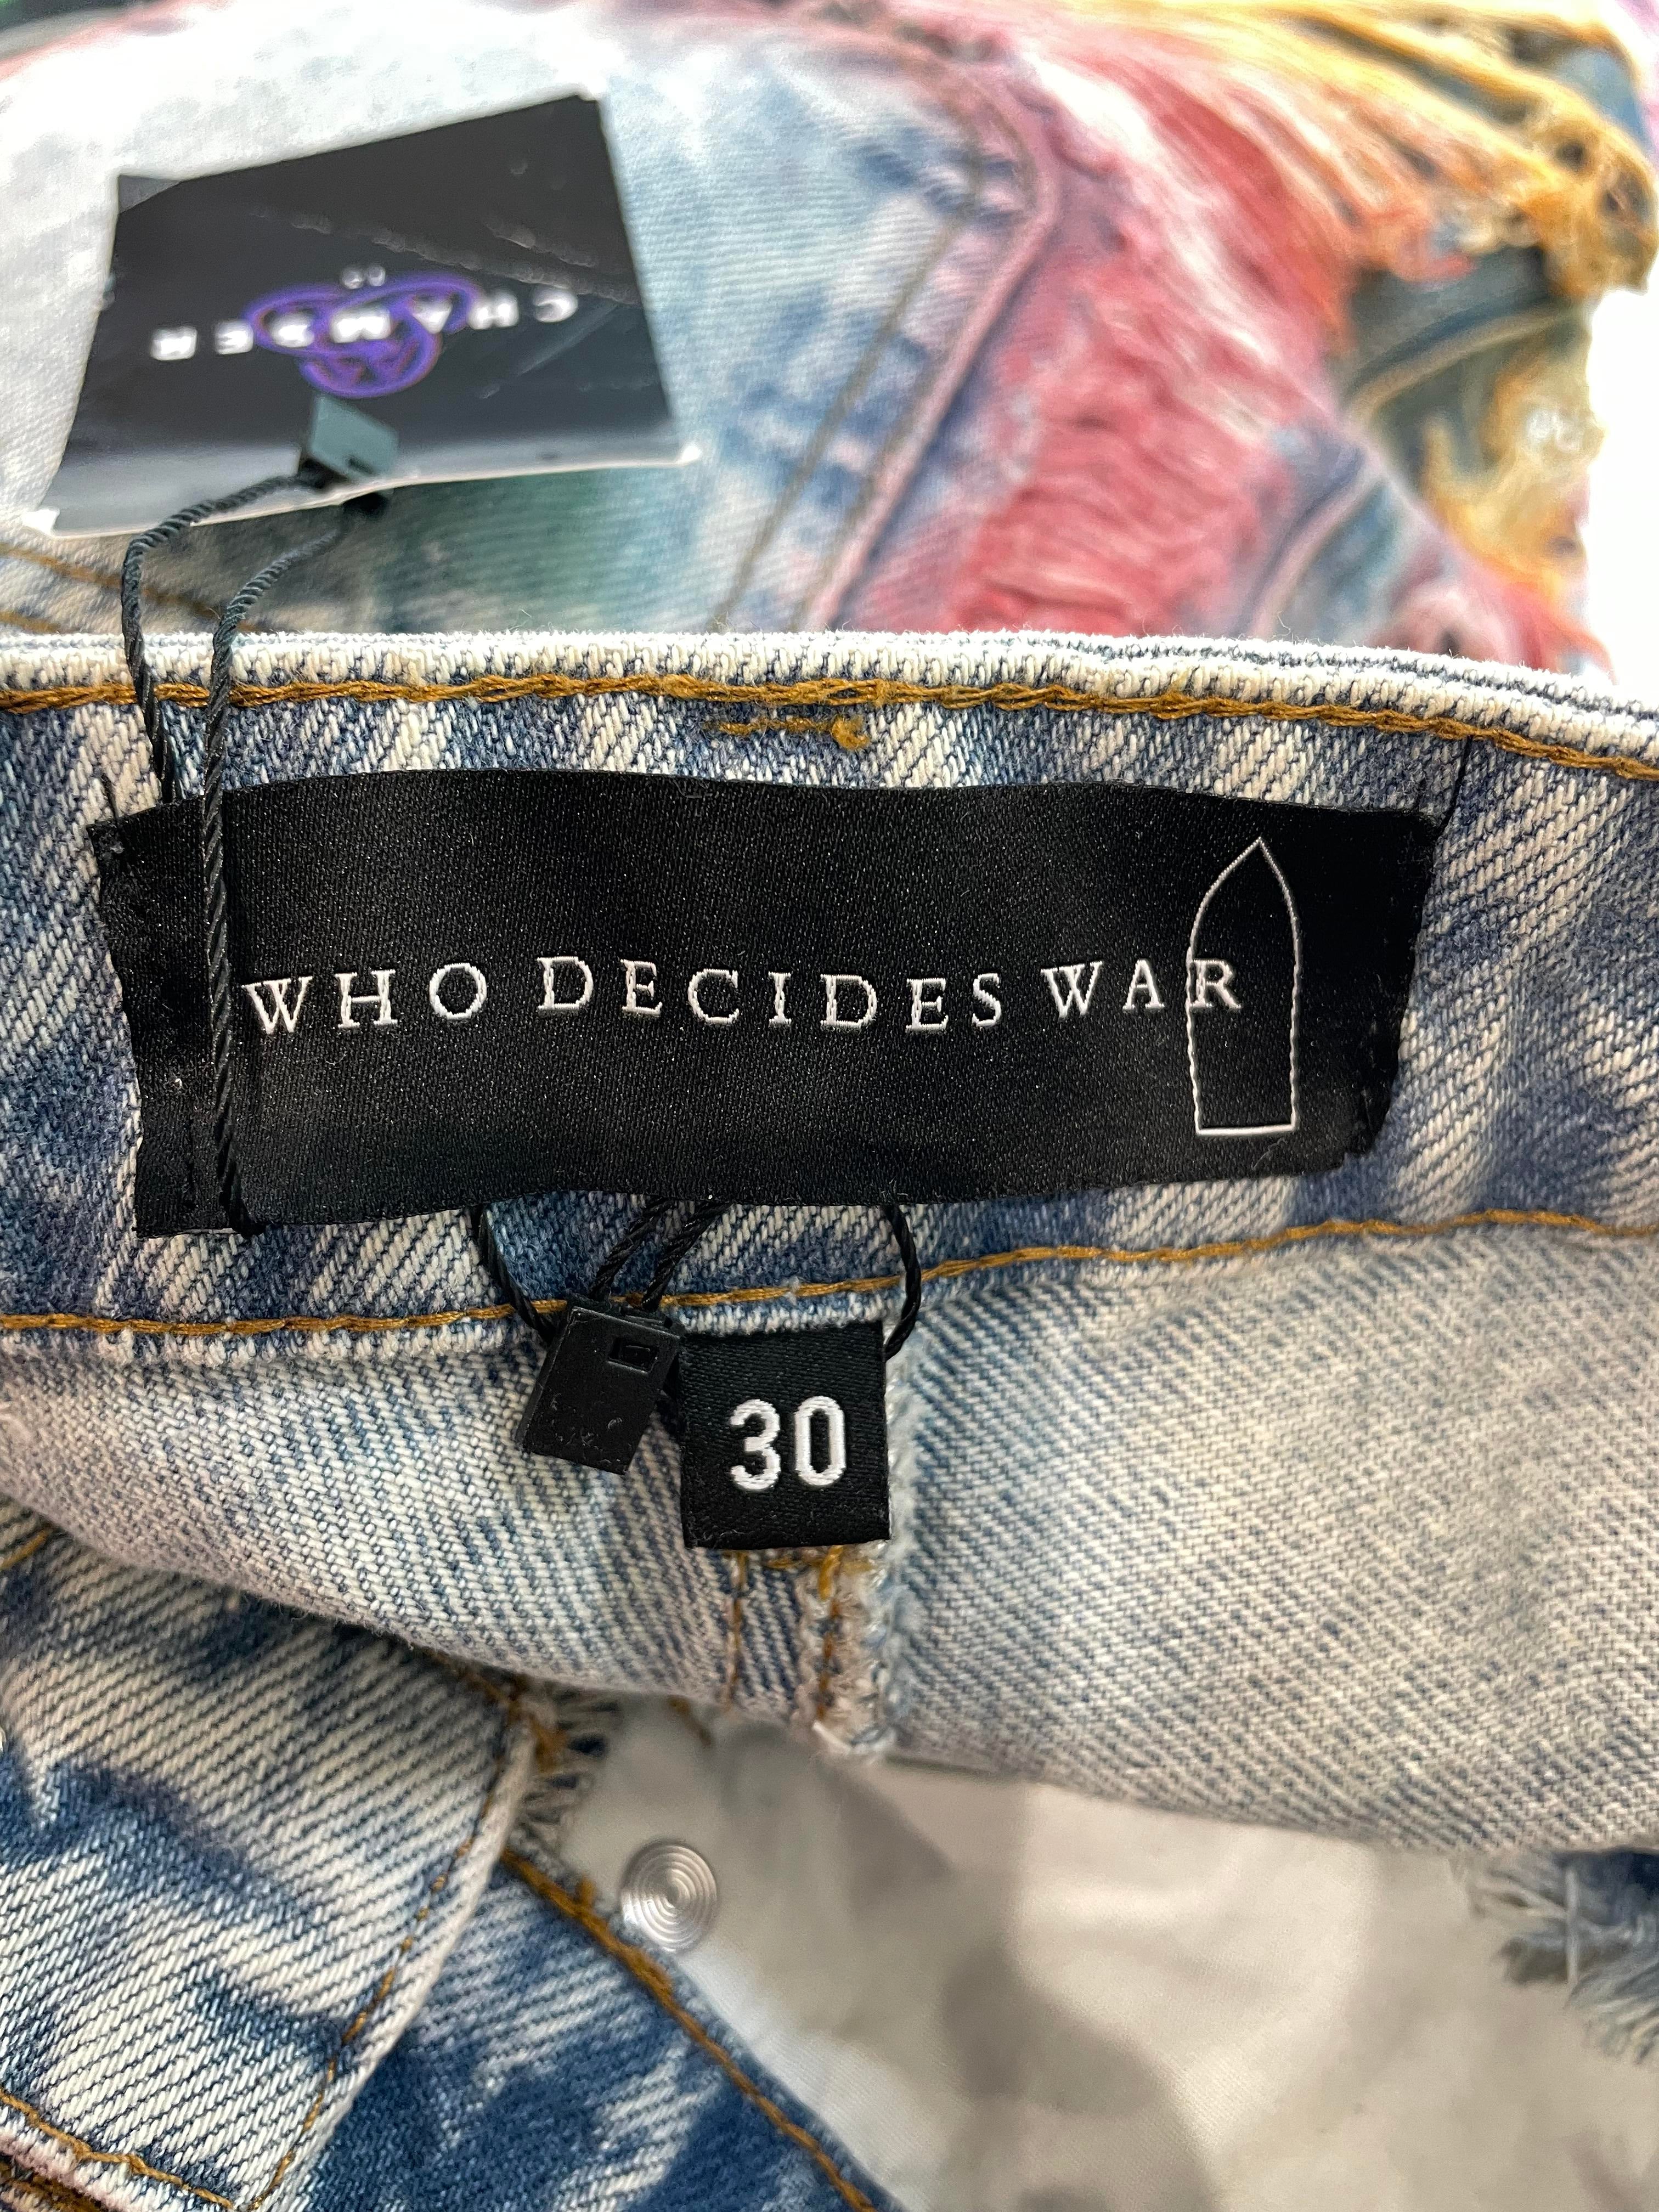 CHAMBER
WHO DECIDES WAR
30